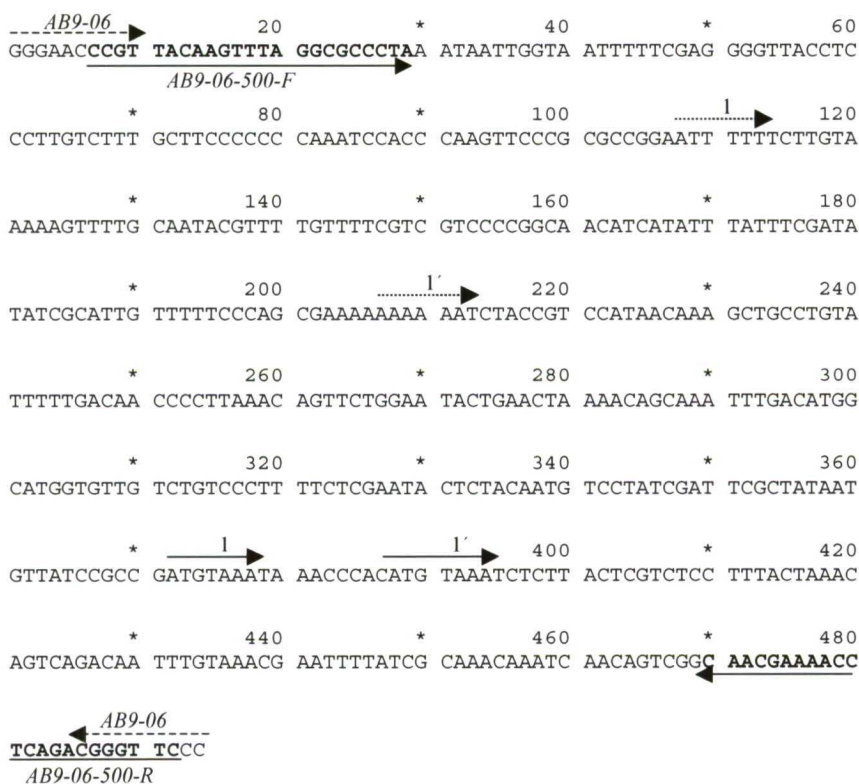 AB9-06
20 * 40 * 60
GGGAACCCGT TACAAGTTTA GGCGCCCTAA ATAATTGGTA ATTTTTCGAG GGGTTACCTC
AB9-06-500-F
1
* 80 * 100 * 120
CCTTGTCTTT GCTTCCCCCC CAAATCCACC CAAGTTCCCG CGCCGGAATT TTTTCTTGTA
* 140 * 160 * 180
AAAAGTTTTG CAATACGTTT TGTTTTCGTC GTCCCCGGCA ACATCATATT TATTTCGATA
1´
* 200 * 220 * 240
TATCGCATTG TTTTTCCCAG CGAAAAAAAA AATCTACCGT CCATAACAAA GCTGCCTGTA
* 260 * 280 * 300
TTTTTGACAA CCCCTTAAAC AGTTCTGGAA TACTGAACTA AAACAGCAAA TTTGACATGG
* 320 * 340 * 360
CATGGTGTTG TCTGTCCCTT TTCTCGAATA CTCTACAATG TCCTATCGAT TCGCTATAAT
1 1´
* 400 * 420
GTTATCCGCC GATGTAAATA AACCCACATG TAAATCTCTT ACTCGTCTCC TTTACTAAAC
* 440 * 460 * 480
AGTCAGACAA TTTGTAAACG AATTTTATCG CAAACAAATC AACAGTCGGC AACGAAAACC
AB9-06
TCAGACGGGT TCCC
AB9-06-500-R